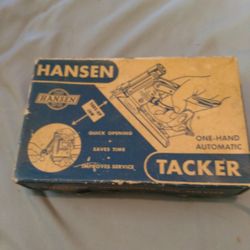 HANSEN
HANSEN
QUICK OPENING
SAVES TIME
IMPROVES SERVICE
ONE-HAND
AUTOMATIC
TACKER